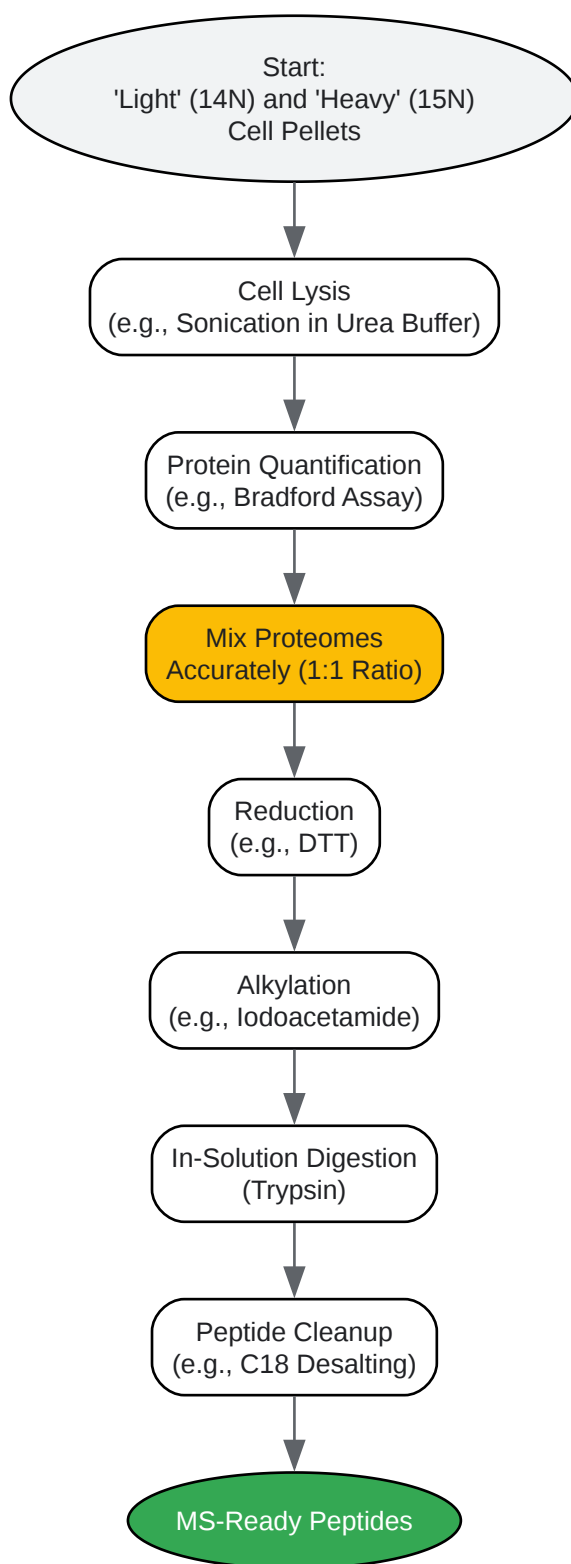 Start:
'Light' (14N) and 'Heavy' (15N)
Cell Pellets
Cell Lysis
(e.g., Sonication in Urea Buffer)
Protein Quantification
(e.g., Bradford Assay)
Mix Proteomes
Accurately (1:1 Ratio)
Reduction
(e.g., DTT)
Alkylation
(e.g., Iodoacetamide)
In-Solution Digestion
(Trypsin)
Peptide Cleanup
(e.g., C18 Desalting)
MS-Ready Peptides